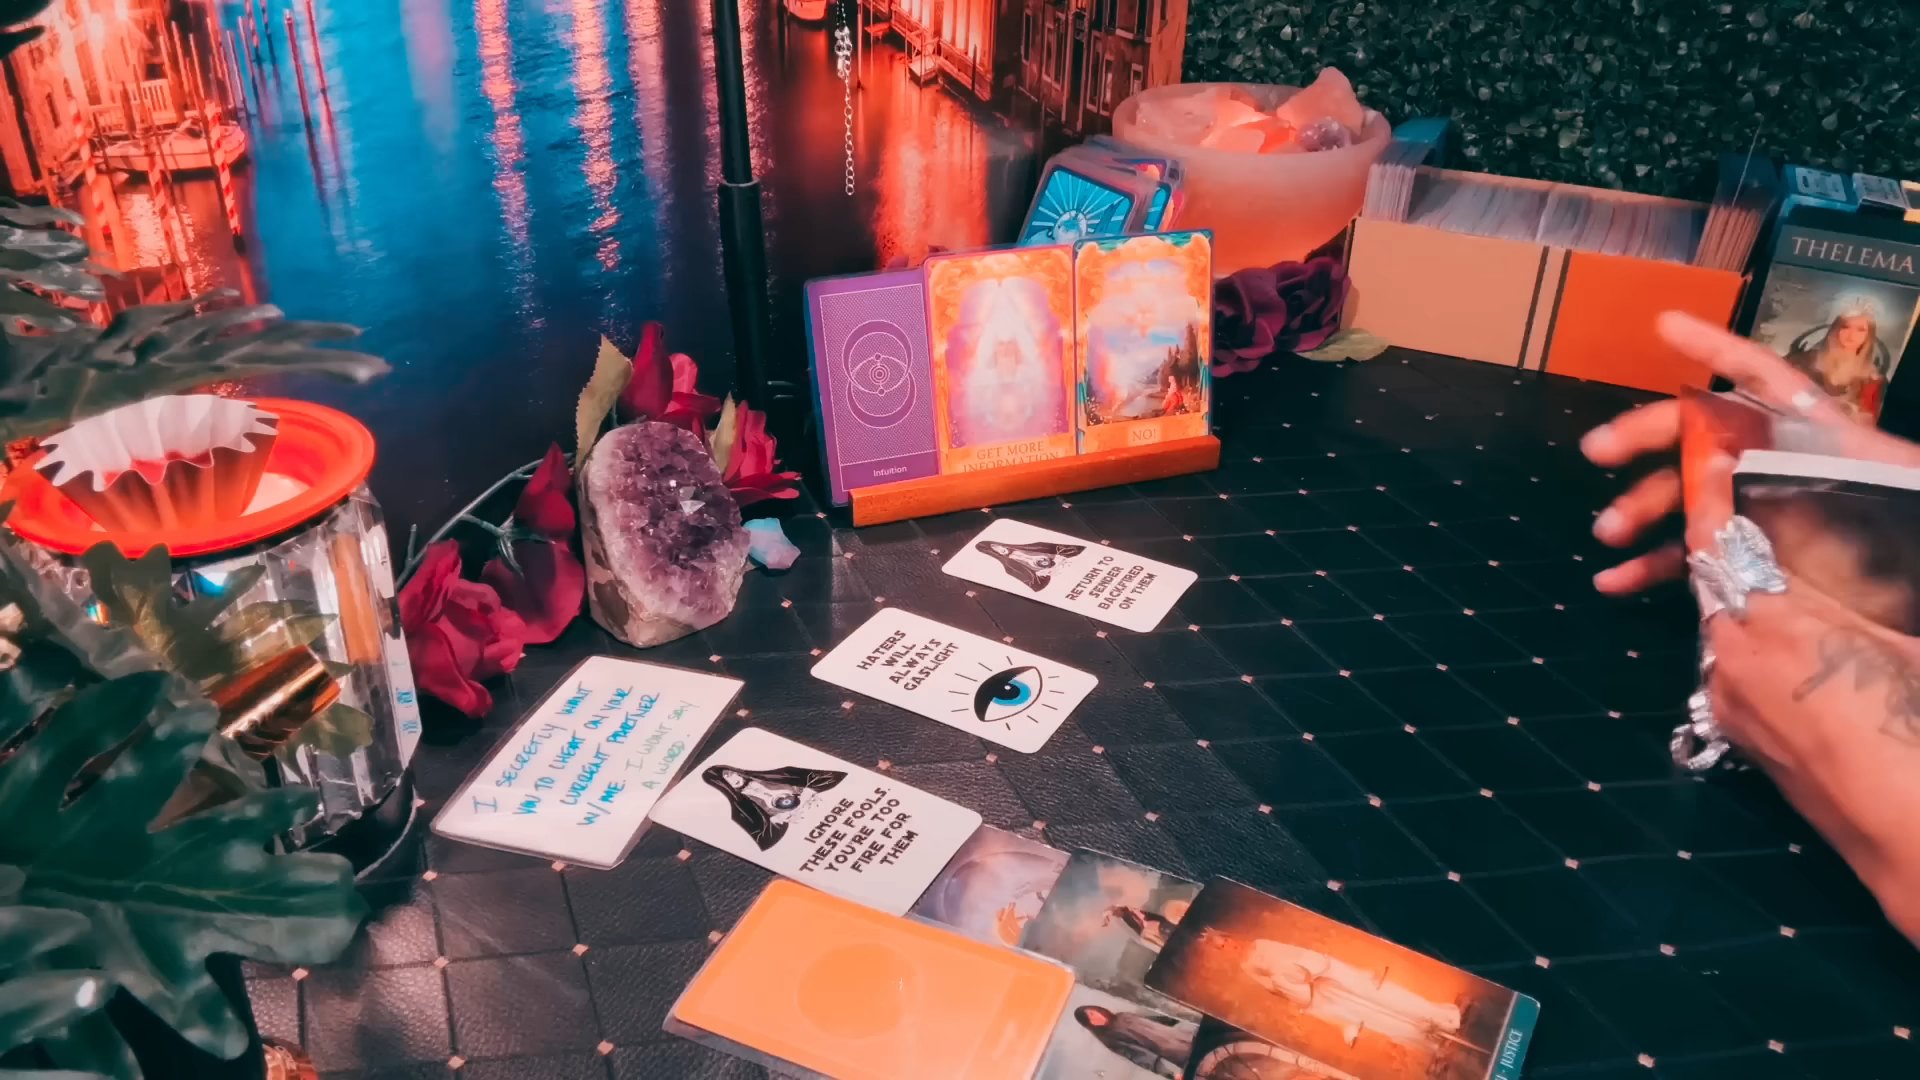 THELEMA
Intuition
GET MORE
INFORMATION
NO!
RETURN TO
SENDER
BACKFIRED
ON THEM
HATERS
WILL
ALWAYS
GASLIGHT
I SECRETLY WANT
YOU TO CHEAT ON YOUR
CURRENT PARTNER
W/ME. I WONT SAY
A WORD.
IGNORE
THESE FOOLS.
YOU'RE TOO
FIRE FOR
THEM
JUSTICE